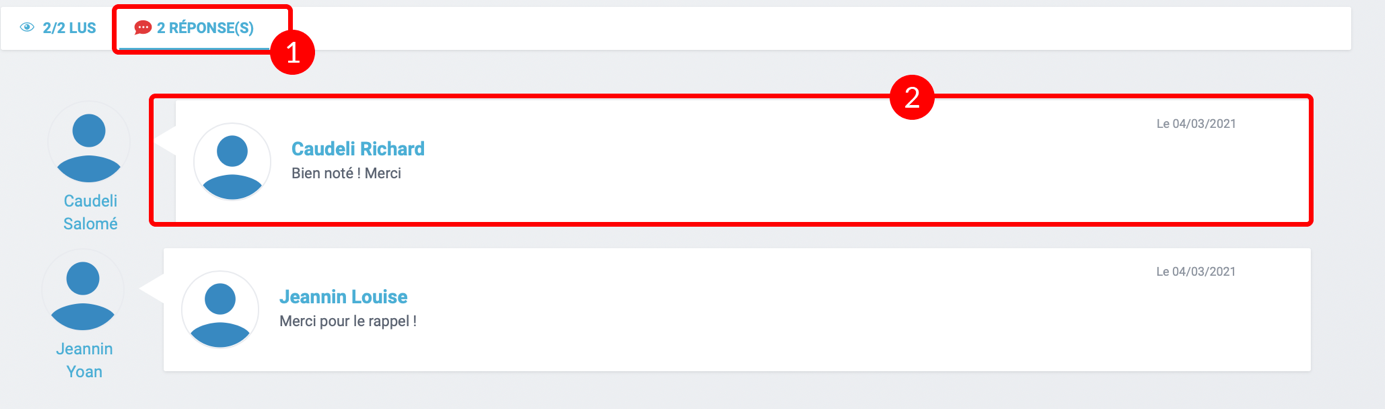 2/2 LUS
2 RÉPONSE(S)
1
2
Le 04/03/2021
Caudeli Richard
Bien noté ! Merci
Caudeli
Salomé
Le 04/03/2021
Jeannin Louise
Merci pour le rappel !
Jeannin
Yoan